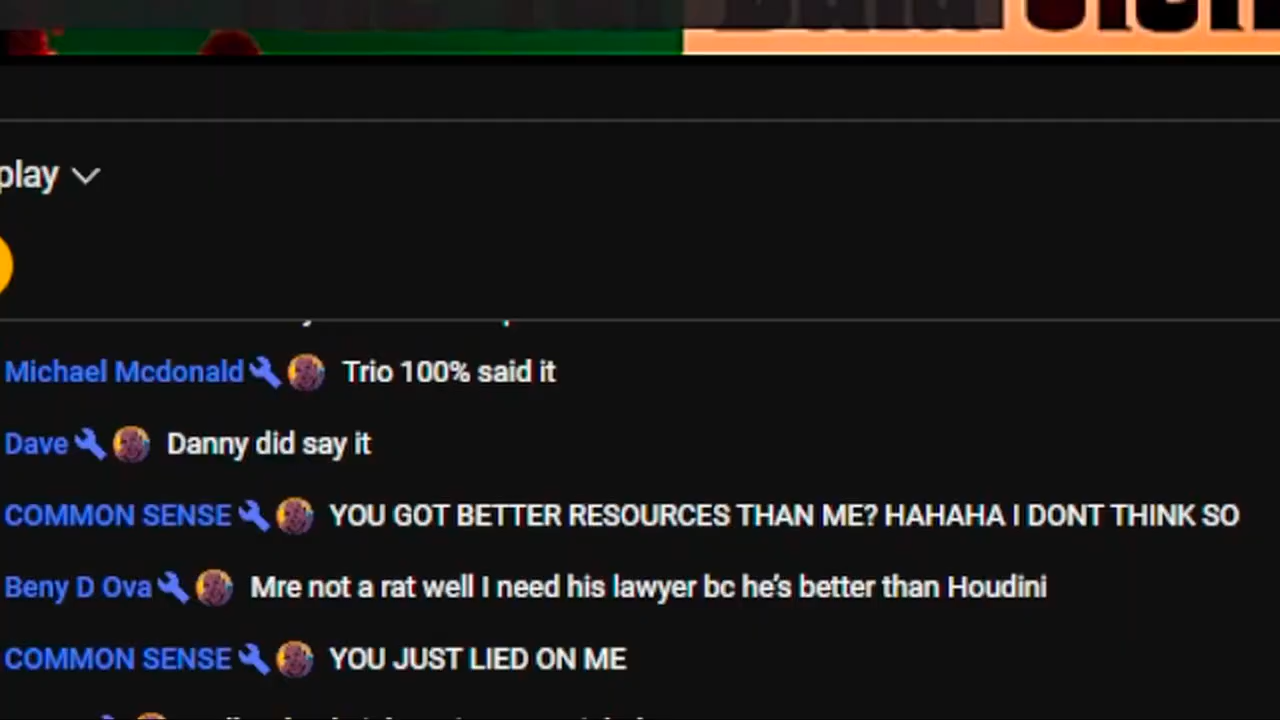 play
Michael Mcdonald Trio 100% said it
Dave Danny did say it
COMMON SENSE YOU GOT BETTER RESOURCES THAN ME? HAHAHA I DONT THINK SO
Beny D Ova Mre not a rat well I need his lawyer bc he's better than Houdini
COMMON SENSE YOU JUST LIED ON ME